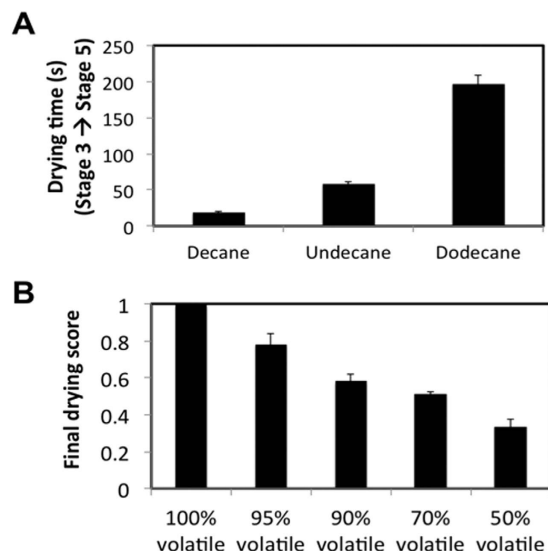 A
Drying time (s)
(Stage 3 → Stage 5)
250
200
150
100
50
0
Decane Undecane Dodecane
B
Final drying score
1
0.8
0.6
0.4
0.2
0
100% 95% 90% 70% 50%
volatile volatile volatile volatile volatile